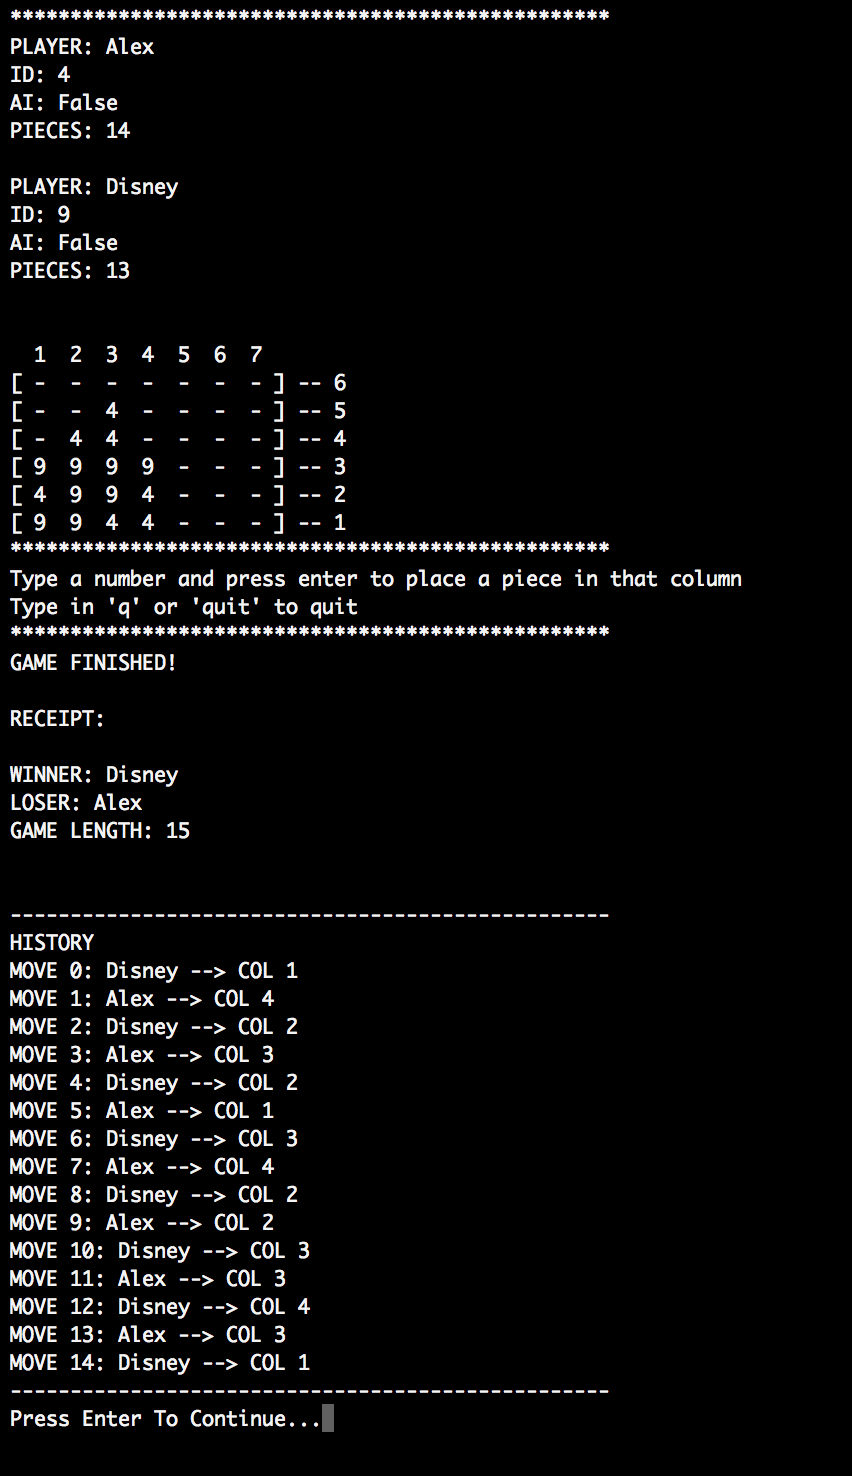 **************************************************
PLAYER: Alex
ID: 4
AI: False
PIECES: 14
PLAYER: Disney
ID: 9
AI: False
PIECES: 13
1 2 3 4 5 6 7
[ - - - - - - - ] -- 6
[ - - 4 - - - - ] -- 5
[ - 4 4 - - - - ] -- 4
[ 9 9 9 9 - - - ] -- 3
[ 4 9 9 4 - - - ] -- 2
[ 9 9 4 4 - - - ] -- 1
**************************************************
Type a number and press enter to place a piece in that column
Type in 'q' or 'quit' to quit
**************************************************
GAME FINISHED!
RECEIPT:
WINNER: Disney
LOSER: Alex
GAME LENGTH: 15
--------------------------------------------------
HISTORY
MOVE 0: Disney --> COL 1
MOVE 1: Alex --> COL 4
MOVE 2: Disney --> COL 2
MOVE 3: Alex --> COL 3
MOVE 4: Disney --> COL 2
MOVE 5: Alex --> COL 1
MOVE 6: Disney --> COL 3
MOVE 7: Alex --> COL 4
MOVE 8: Disney --> COL 2
MOVE 9: Alex --> COL 2
MOVE 10: Disney --> COL 3
MOVE 11: Alex --> COL 3
MOVE 12: Disney --> COL 4
MOVE 13: Alex --> COL 3
MOVE 14: Disney --> COL 1
--------------------------------------------------
Press Enter To Continue...